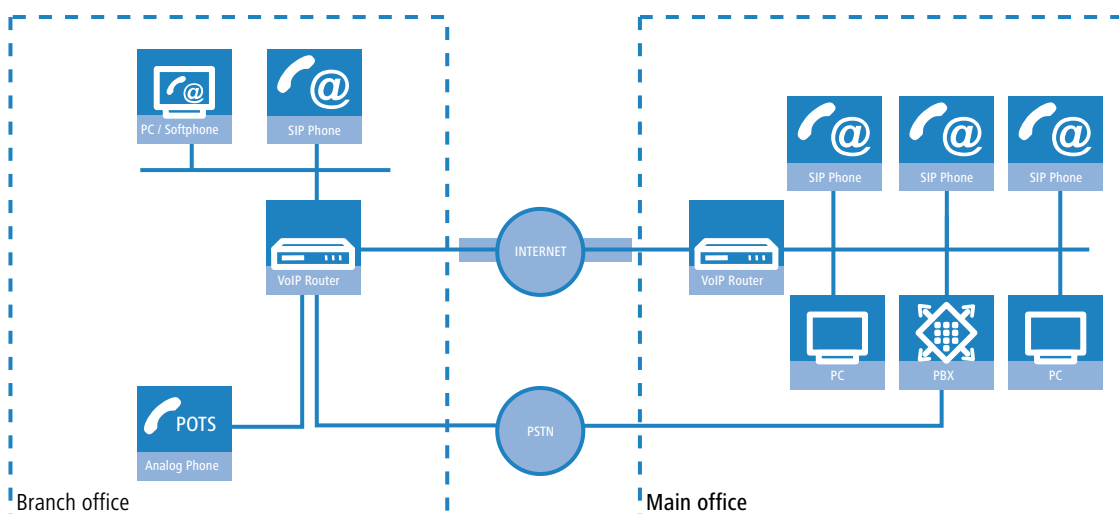 PC / Softphone
@
SIP Phone
@
VoIP Router
POTS
Analog Phone
Branch office
INTERNET
PSTN
SIP Phone
@
SIP Phone
@
SIP Phone
@
VoIP Router
PC
PBX
PC
Main office